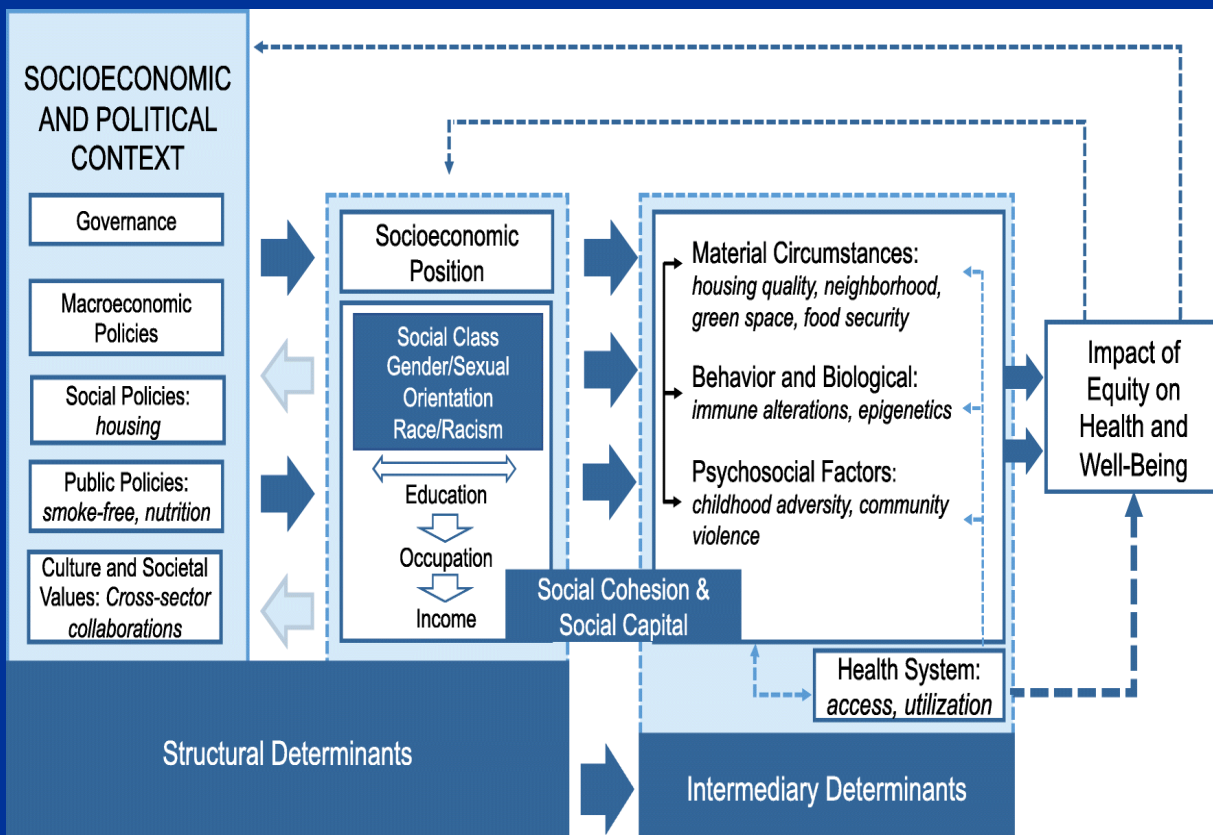 SOCIOECONOMIC
AND POLITICAL
CONTEXT
Governance
Macroeconomic
Policies
Social Policies:
housing
Public Policies:
smoke-free, nutrition
Culture and Societal
Values: Cross-sector
collaborations
Socioeconomic
Position
Social Class
Gender/Sexual
Orientation
Race/Racism
Education
Occupation
Income
Social Cohesion &
Social Capital
Material Circumstances:
housing quality, neighborhood,
green space, food security
Behavior and Biological:
immune alterations, epigenetics
Psychosocial Factors:
childhood adversity, community
violence
Health System:
access, utilization
Impact of
Equity on
Health and
Well-Being
Structural Determinants
Intermediary Determinants